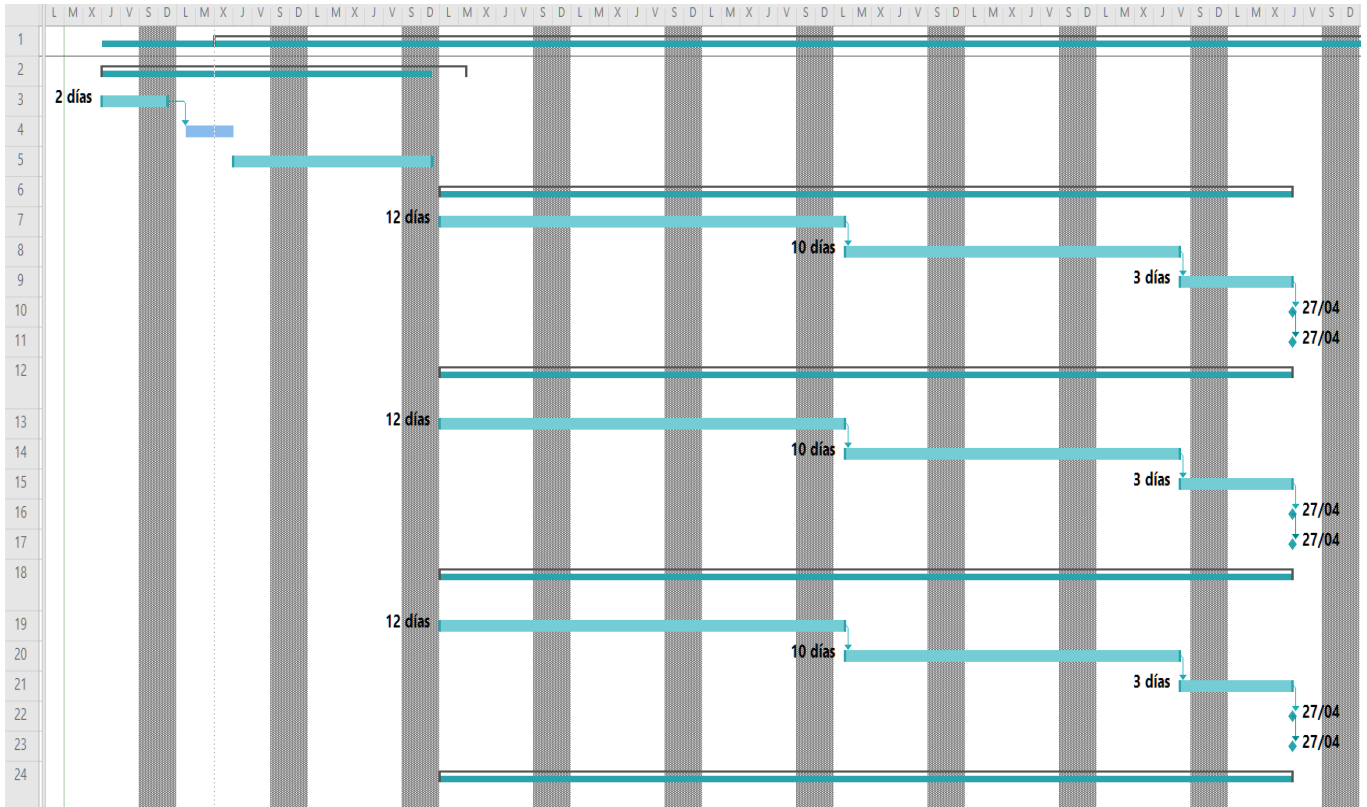 L M X J V S D L M X J V S D L M X J V S D L M X J V S D L M X J V S D L M X J V S D L M X J V S D L M X J V S D L M X J V S D L M X J V S D
1
2
3 2 días
4
5
6
7 12 días
8 10 días
9 3 días
10 27/04
11 27/04
12
13 12 días
14 10 días
15 3 días
16 27/04
17 27/04
18
19 12 días
20 10 días
21 3 días
22 27/04
23 27/04
24